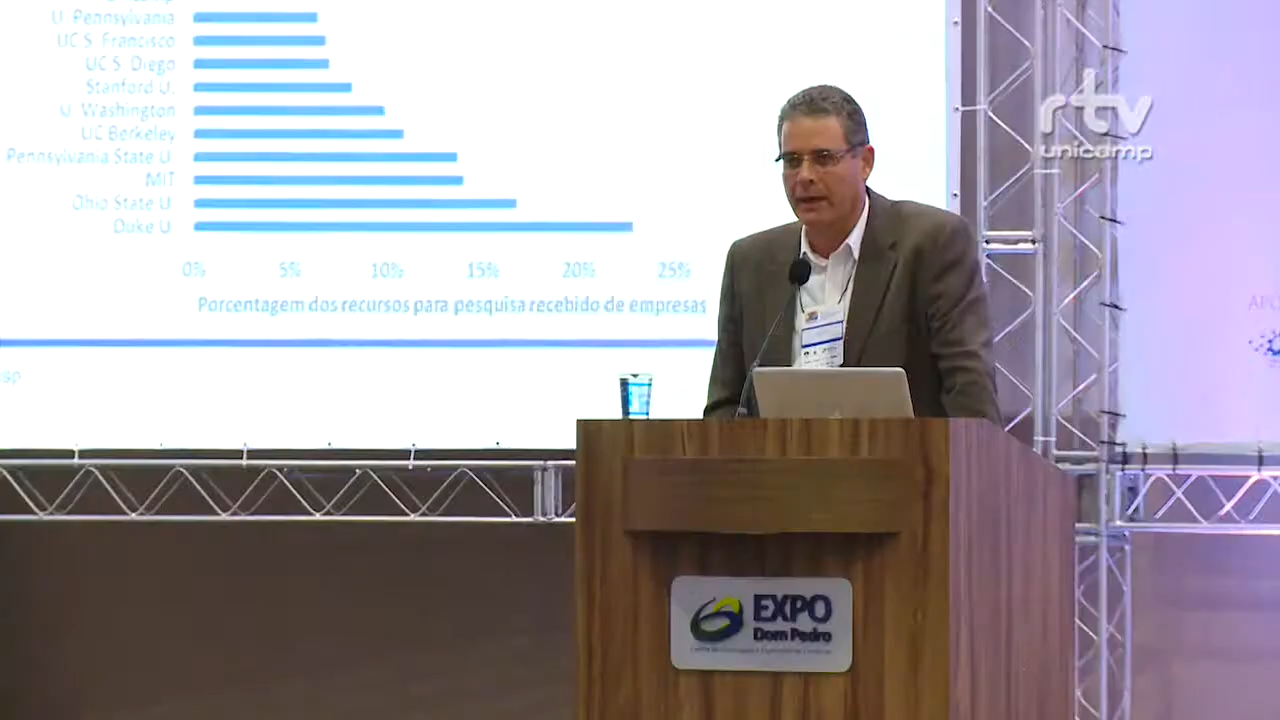 U. Pennsylvania
UC S. Francisco
UC S. Diego
Stanford U.
U. Washington
UC Berkeley
Pennsylvania State U.
MIT
Ohio State U.
Duke U.
0% 5% 10% 15% 20% 25%
Porcentagem dos recursos para pesquisa recebido de empresas
rtv
unicamp
EXPO
Dom Pedro